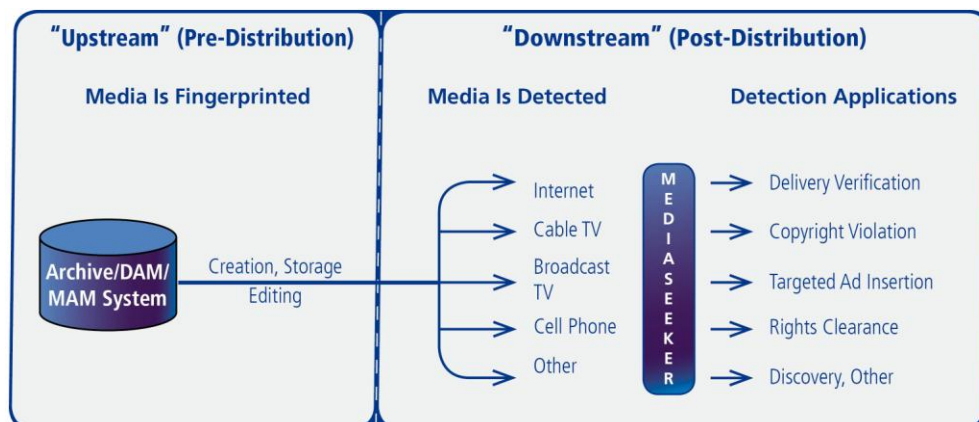 "Upstream" (Pre-Distribution)
Media Is Fingerprinted
Archive/DAM/
MAM System
Creation, Storage
Editing
"Downstream" (Post-Distribution)
Media Is Detected
Internet
Cable TV
Broadcast
TV
Cell Phone
Other
MEDIASEEKER
Detection Applications
Delivery Verification
Copyright Violation
Targeted Ad Insertion
Rights Clearance
Discovery, Other